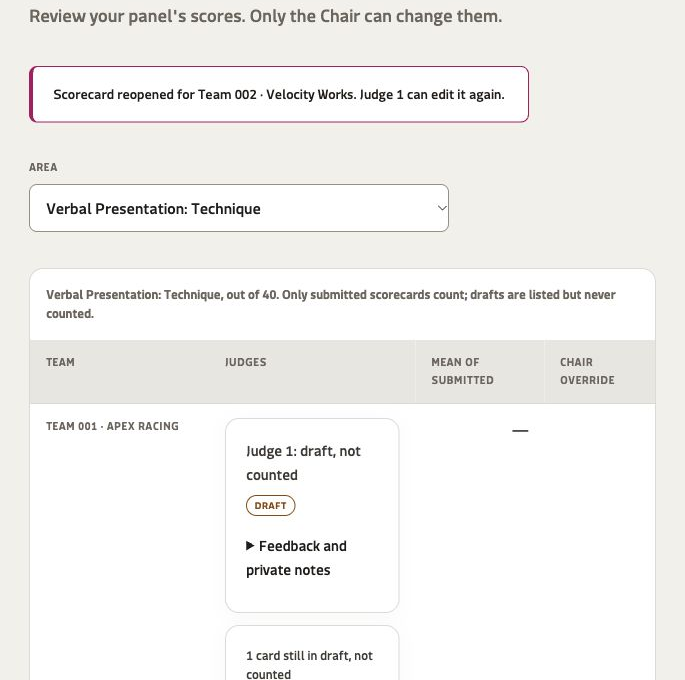 Review your panel's scores. Only the Chair can change them.
Scorecard reopened for Team 002 · Velocity Works. Judge 1 can edit it again.
AREA
Verbal Presentation: Technique
Verbal Presentation: Technique, out of 40. Only submitted scorecards count; drafts are listed but never
counted.
TEAM
JUDGES
MEAN OF
SUBMITTED
CHAIR
OVERRIDE
TEAM 001 · APEX RACING
Judge 1: draft, not
counted
DRAFT
▶ Feedback and
private notes
—
1 card still in draft, not
counted